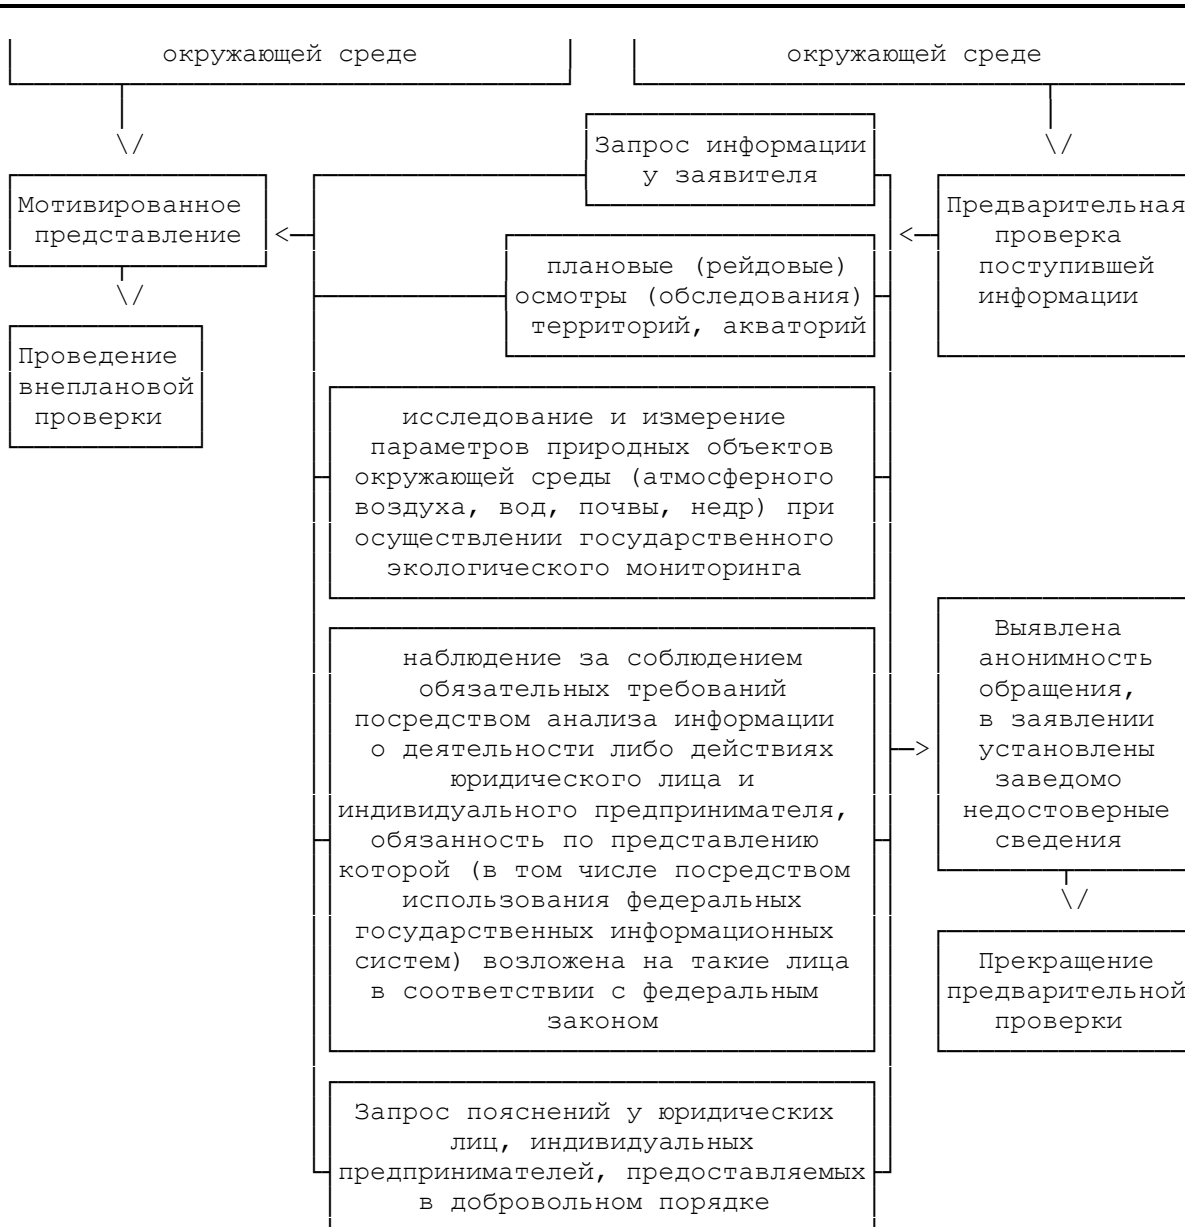 окружающей среде
окружающей среде
Запрос информации
у заявителя
Мотивированное
представление
Предварительная
проверка
поступившей
информации
плановые (рейдовые)
осмотры (обследования)
территорий, акваторий
Проведение
внеплановой
проверки
исследование и измерение
параметров природных объектов
окружающей среды (атмосферного
воздуха, вод, почвы, недр) при
осуществлении государственного
экологического мониторинга
наблюдение за соблюдением
обязательных требований
посредством анализа информации
о деятельности либо действиях
юридического лица и
индивидуального предпринимателя,
обязанность по представлению
которой (в том числе посредством
использования федеральных
государственных информационных
систем) возложена на такие лица
в соответствии с федеральным
законом
Выявлена
анонимность
обращения,
в заявлении
установлены
заведомо
недостоверные
сведения
Прекращение
предварительной
проверки
Запрос пояснений у юридических
лиц, индивидуальных
предпринимателей, предоставляемых
в добровольном порядке